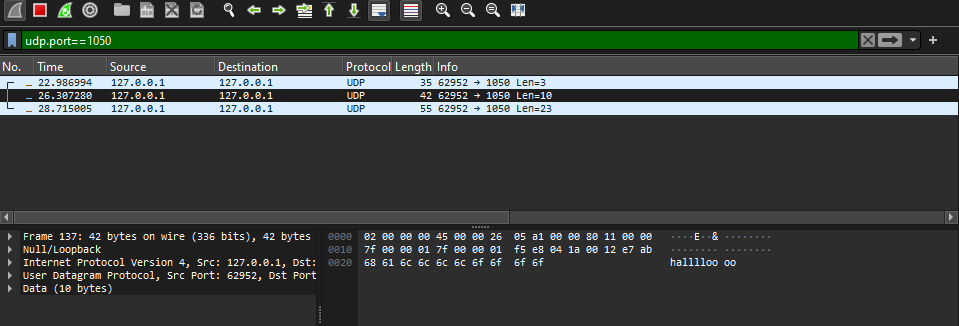 udp.port==1050
No. Time Source Destination Protocol Length Info
... 22.986994 127.0.0.1 127.0.0.1 UDP 35 62952 → 1050 Len=3
... 26.307280 127.0.0.1 127.0.0.1 UDP 42 62952 → 1050 Len=10
... 28.715005 127.0.0.1 127.0.0.1 UDP 55 62952 → 1050 Len=23
Frame 137: 42 bytes on wire (336 bits), 42 bytes
Null/Loopback
Internet Protocol Version 4, Src: 127.0.0.1, Dst:
User Datagram Protocol, Src Port: 62952, Dst Port
Data (10 bytes)
0000 02 00 00 00 45 00 00 26 05 a1 00 00 80 11 00 00 ····E··& ········
0010 7f 00 00 01 7f 00 00 01 f5 e8 04 1a 00 12 e7 ab ········ ········
0020 68 61 6c 6c 6c 6c 6f 6f 6f 6f halllloo oo